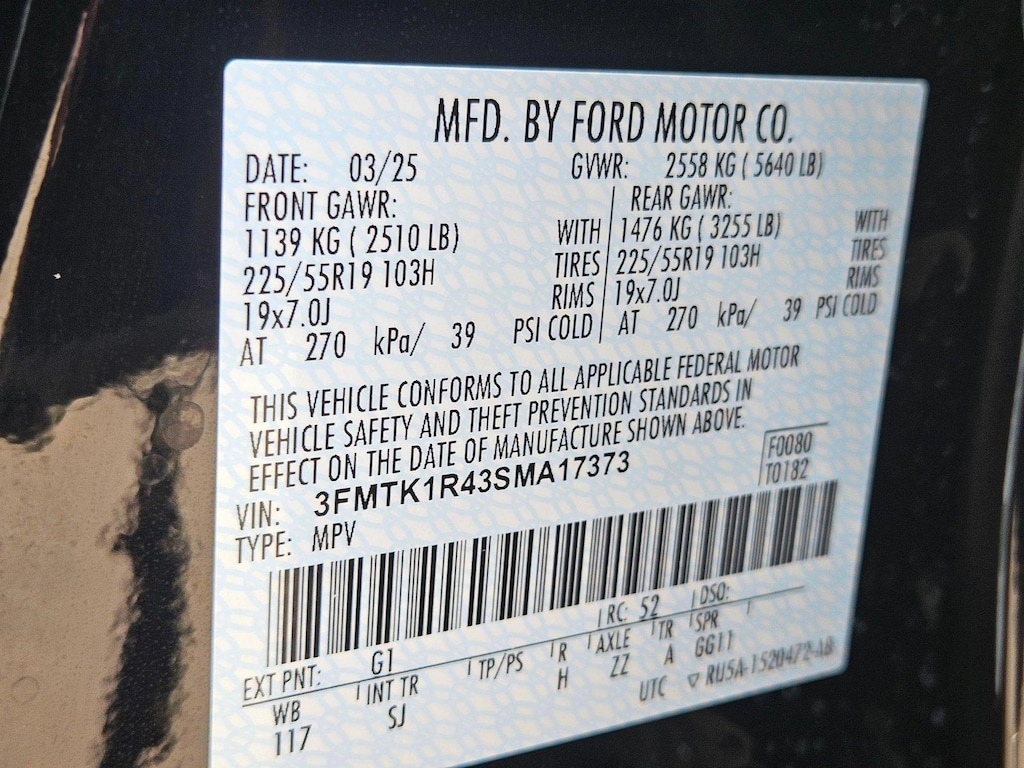 MFD. BY FORD MOTOR CO.
DATE: 03/25 GVWR: 2558 KG ( 5640 LB)
FRONT GAWR: REAR GAWR:
1139 KG ( 2510 LB) WITH 1476 KG ( 3255 LB) WITH
225/55R19 103H TIRES 225/55R19 103H TIRES
19x7.0J RIMS 19x7.0J RIMS
AT 270 kPa/ 39 PSI COLD AT 270 kPa/ 39 PSI COLD
THIS VEHICLE CONFORMS TO ALL APPLICABLE FEDERAL MOTOR
VEHICLE SAFETY AND THEFT PREVENTION STANDARDS IN
EFFECT ON THE DATE OF MANUFACTURE SHOWN ABOVE.
VIN: 3FMTK1R43SMA17373 F0080
TYPE: MPV T0182
EXT PNT: G1 RC: 52 DSO:
WB INT TR TP/PS R AXLE TR SPR
117 SJ H ZZ A GG11
UTC ▽ RU5A-1520472-AB